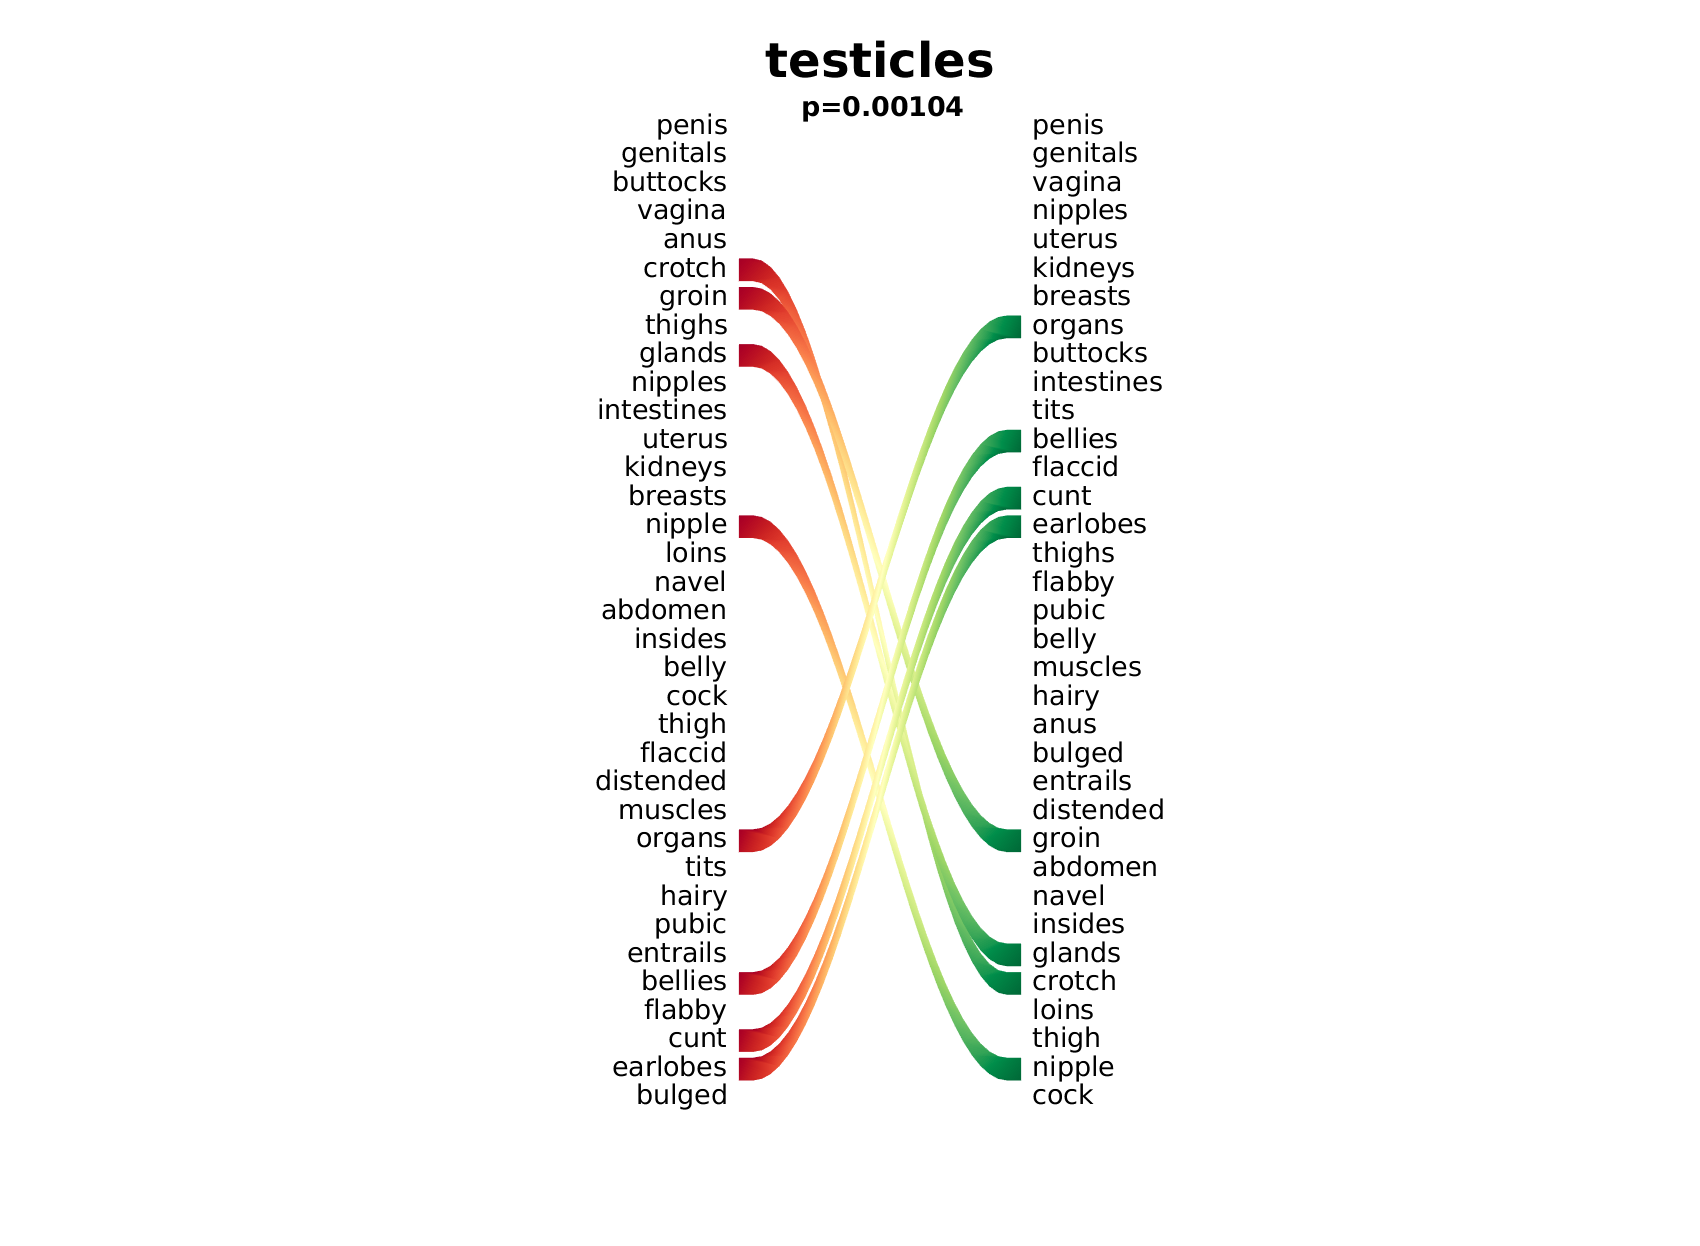 testicles
p=0.00104
penis penis
genitals genitals
buttocks vagina
vagina nipples
anus uterus
crotch kidneys
groin breasts
thighs organs
glands buttocks
nipples intestines
intestines tits
uterus bellies
kidneys flaccid
breasts cunt
nipple earlobes
loins thighs
navel flabby
abdomen pubic
insides belly
belly muscles
cock hairy
thigh anus
flaccid bulged
distended entrails
muscles distended
organs groin
tits abdomen
hairy navel
pubic insides
entrails glands
bellies crotch
flabby loins
cunt thigh
earlobes nipple
bulged cock